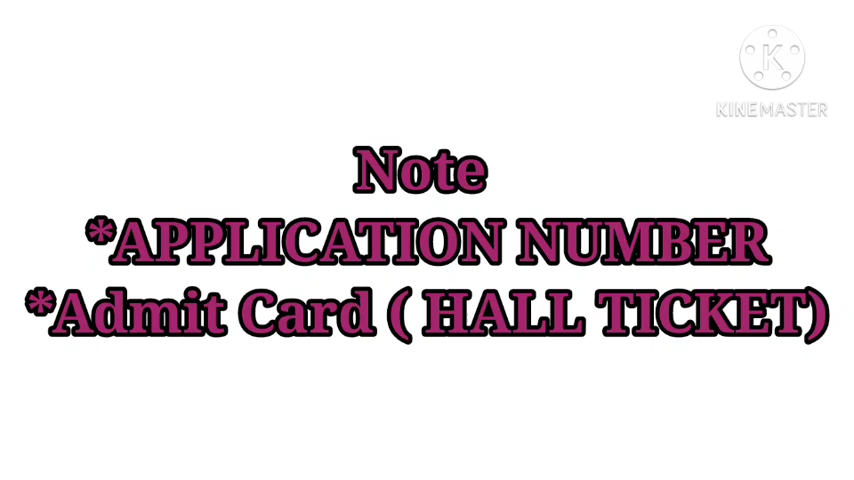 KINEMASTER
Note
*APPLICATION NUMBER
*Admit Card ( HALL TICKET)